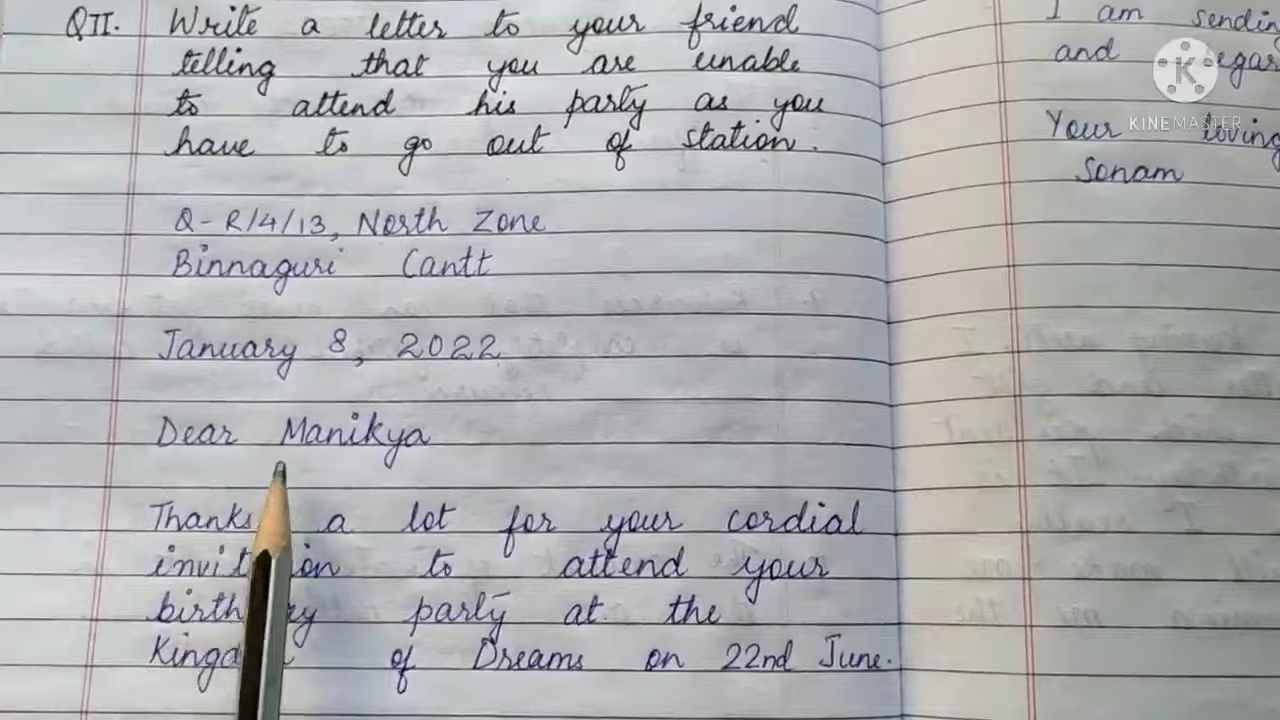 QII. Write a letter to your friend
telling that you are unable
to attend his party as you
have to go out of station.
Q-R/4/13, North Zone
Binnaguri Cantt
January 8, 2022
Dear Manikya
Thanks a lot for your cordial
to attend your
party at the
of Dreams on 22nd June.
I am
and
Your loving
Sonam
KINEMASTER